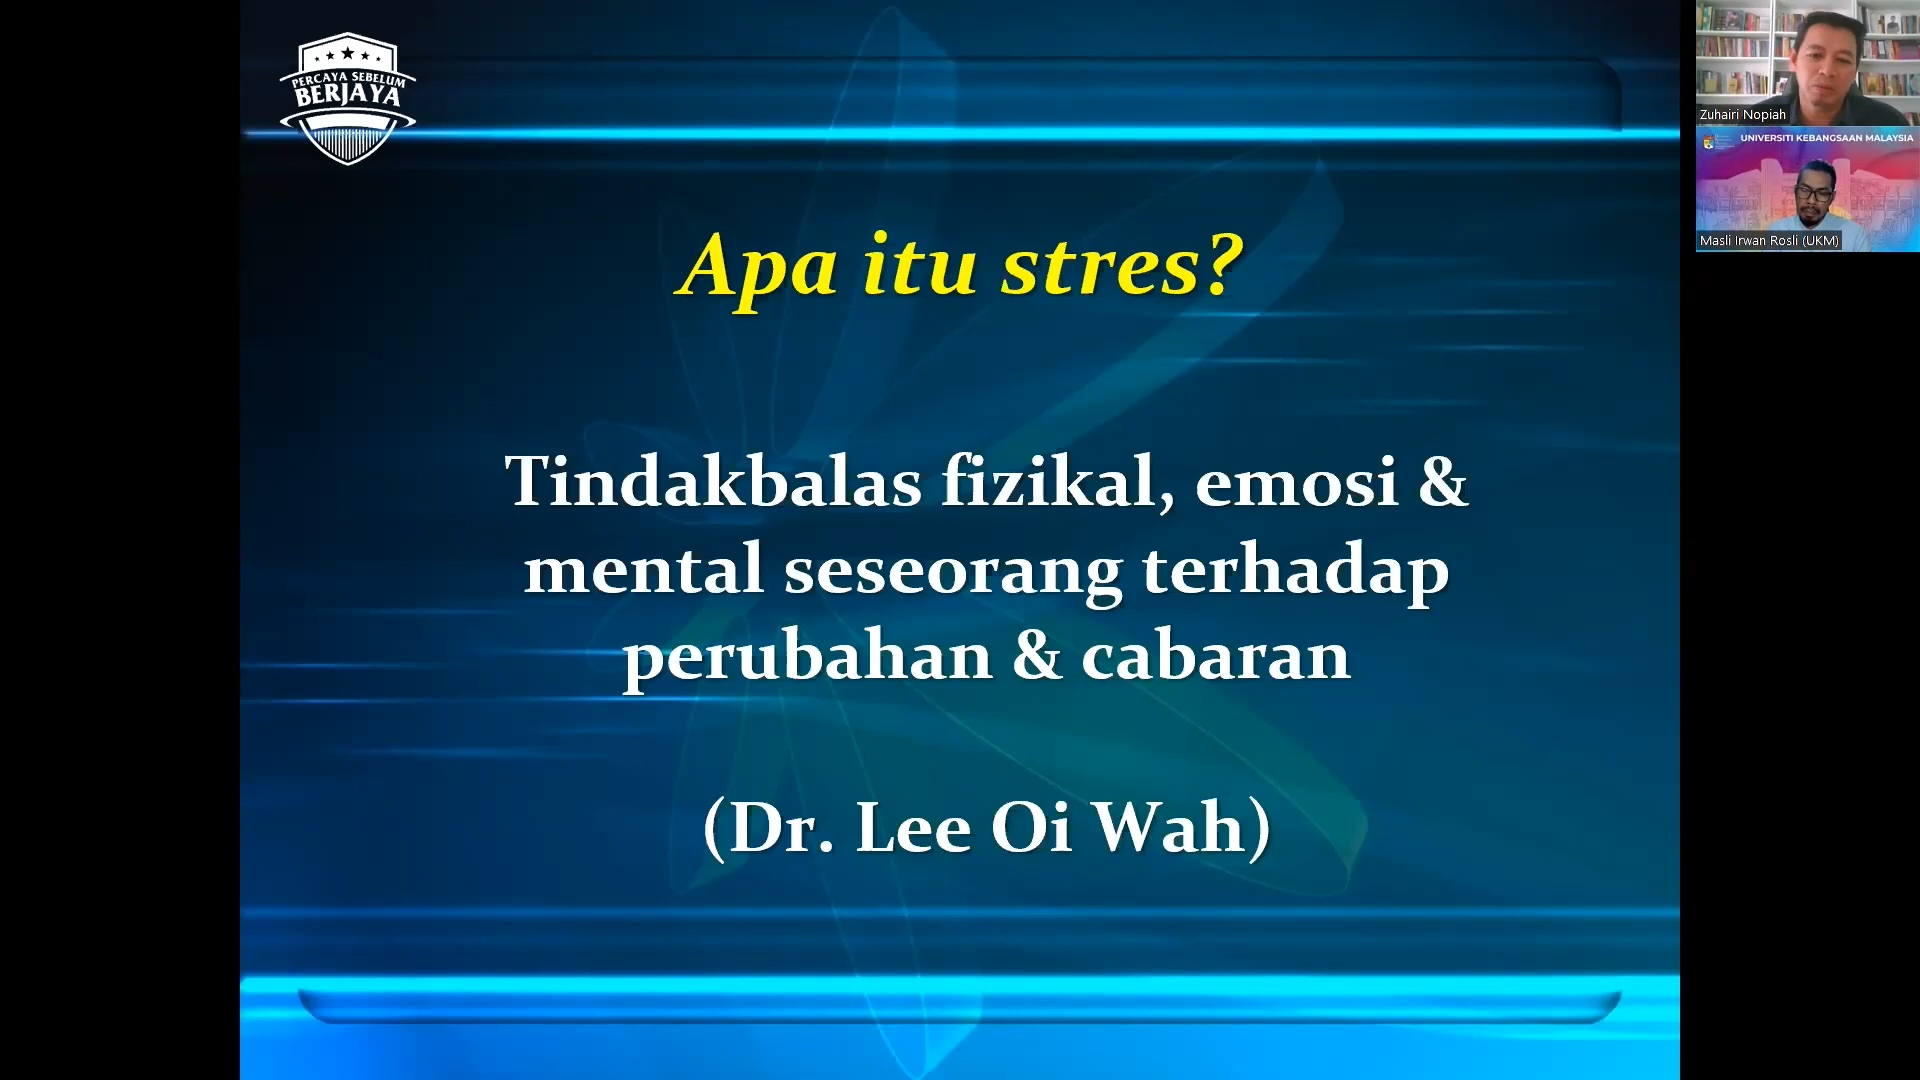 PERCAYA SEBELUM
BERJAYA
Apa itu stres?
Tindakbalas fizikal, emosi &
mental seseorang terhadap
perubahan & cabaran
(Dr. Lee Oi Wah)
Zuhairi Nopiah
UNIVERSITI KEBANGSAAN MALAYSIA
Masli Irwan Rosli (UKM)